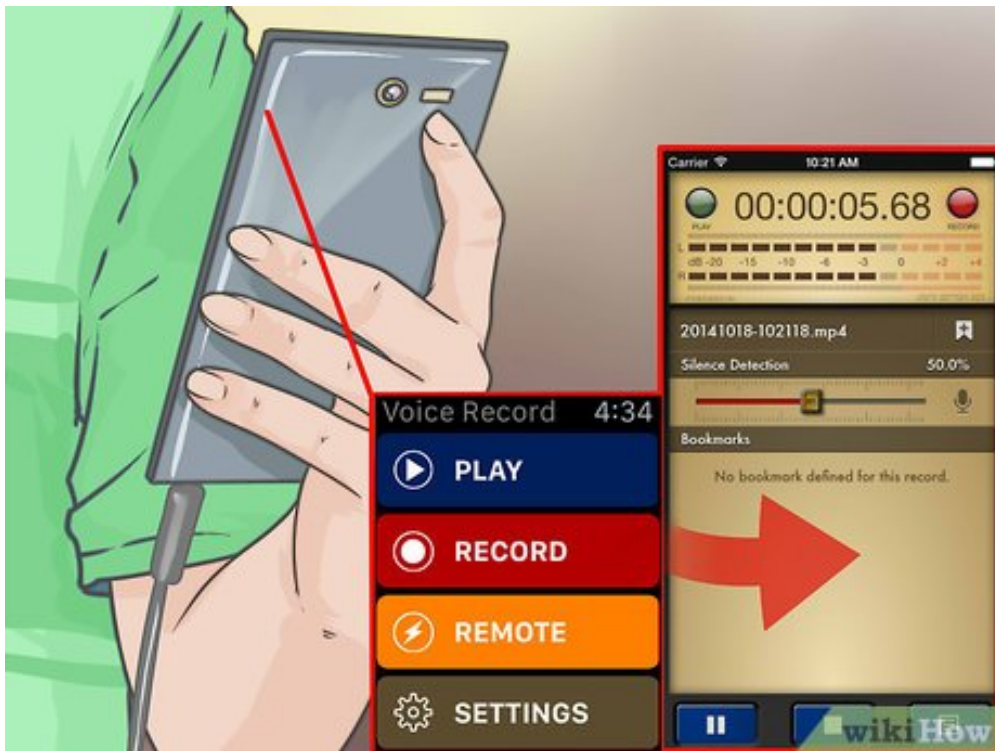 Carrier 10:21 AM
00:00:05.68
PLAY
RECORD
L
dB -20 -15 -10 -6 -3 0 +2 +4
R
20141018-102118.mp4
Silence Detection 50.0%
Bookmarks
No bookmark defined for this record.
Voice Record 4:34
PLAY
RECORD
REMOTE
SETTINGS
wikiHow